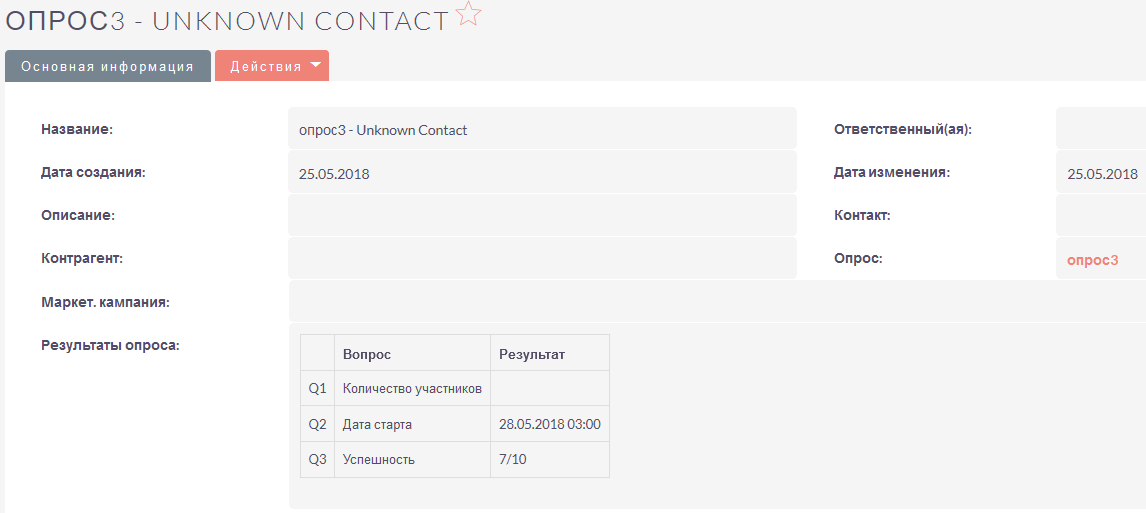 ОПРОС3 - UNKNOWN CONTACT
Основная информация Действия
Название: опрос3 - Unknown Contact Ответственный(ая):
Дата создания: 25.05.2018 Дата изменения: 25.05.2018
Описание: Контакт:
Контрагент: Опрос: опрос3
Маркет. кампания:
Результаты опроса:
Вопрос Результат
Q1 Количество участников
Q2 Дата старта 28.05.2018 03:00
Q3 Успешность 7/10